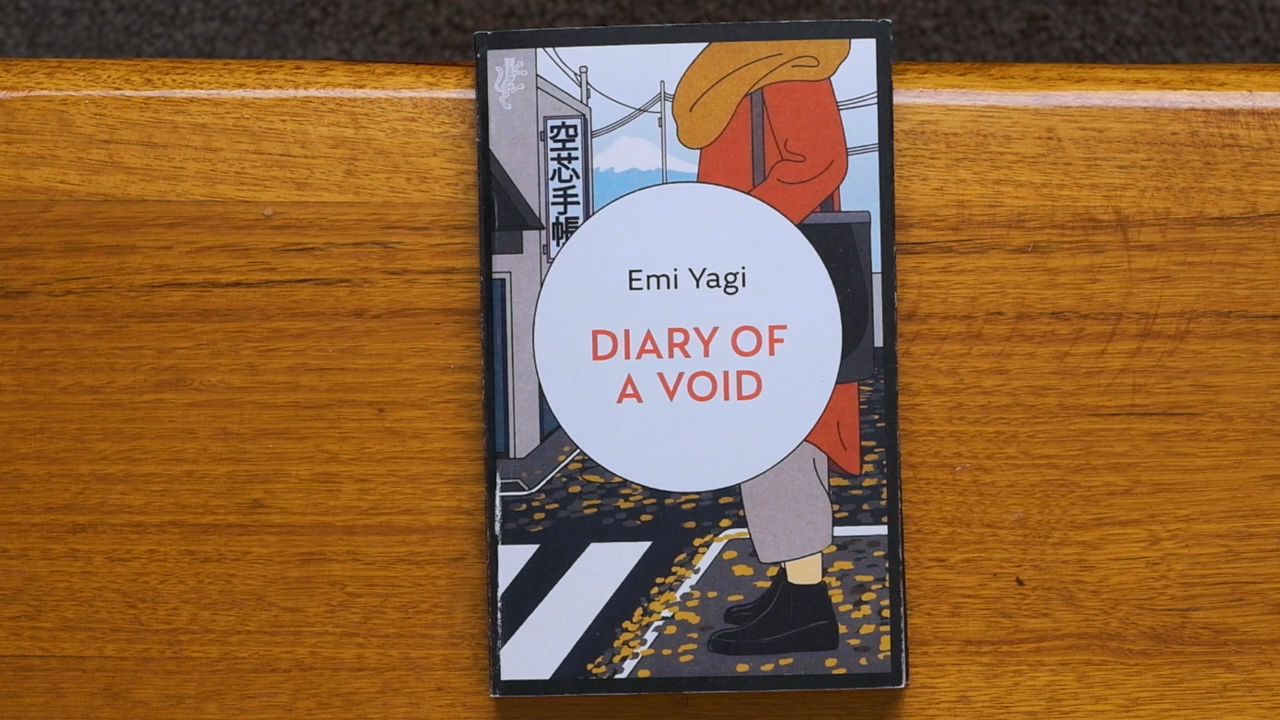 空芯手帳
Emi Yagi
DIARY OF
A VOID